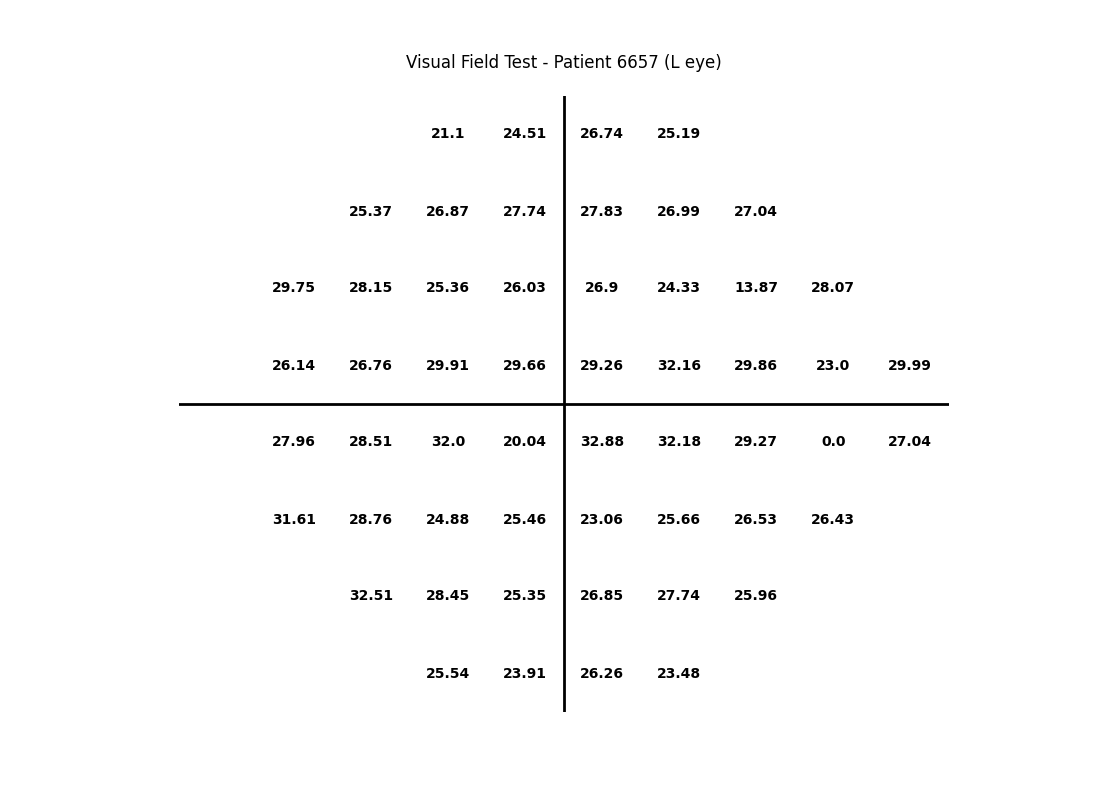 Visual Field Test - Patient 6657 (L eye)
21.1 24.51 26.74 25.19
25.37 26.87 27.74 27.83 26.99 27.04
29.75 28.15 25.36 26.03 26.9 24.33 13.87 28.07
26.14 26.76 29.91 29.66 29.26 32.16 29.86 23.0 29.99
27.96 28.51 32.0 20.04 32.88 32.18 29.27 0.0 27.04
31.61 28.76 24.88 25.46 23.06 25.66 26.53 26.43
32.51 28.45 25.35 26.85 27.74 25.96
25.54 23.91 26.26 23.48